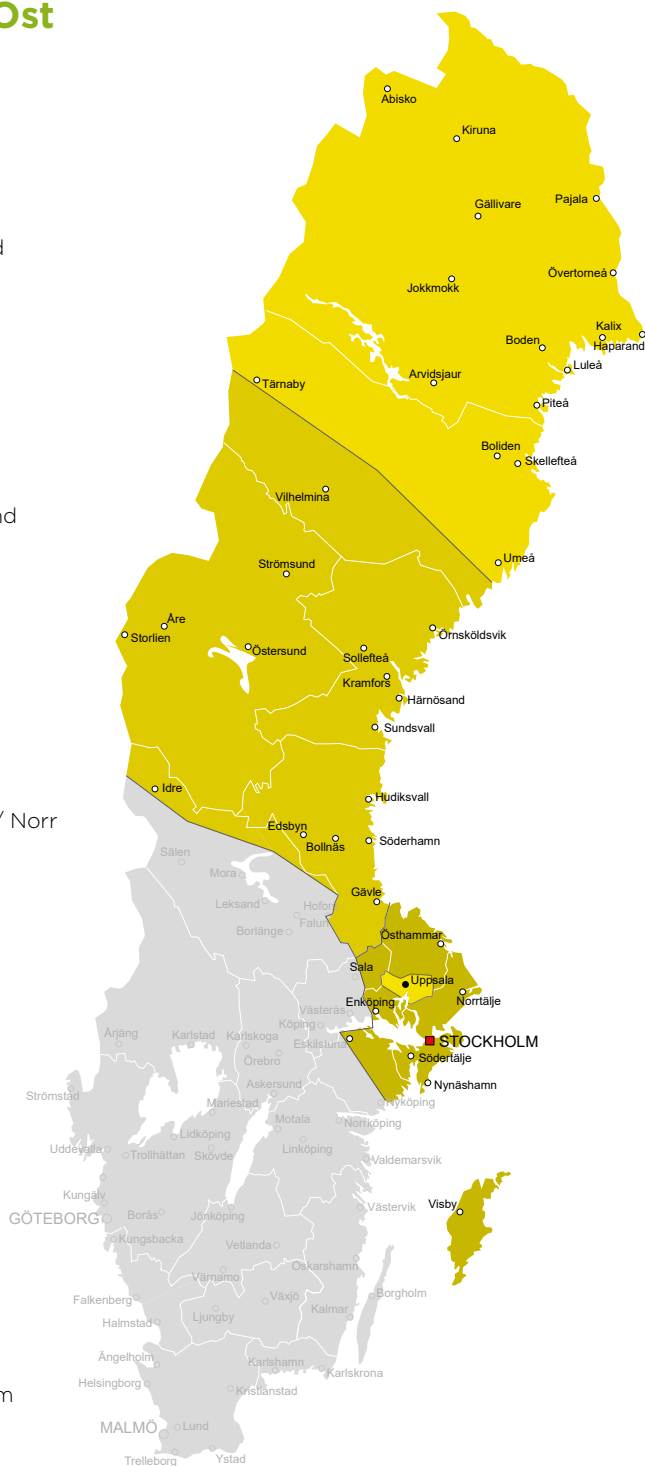 Ost
Abisko
Kiruna
Pajala
Gällivare
d
Övertorneå
Jokkmokk
Kalix
Boden
Haparand
Luleå
Arvidsjaur
Tärnaby
Piteå
Boliden
Skellefteå
Vilhelmina
nd
Umeå
Strömsund
Åre
Storlien
Örnsköldsvik
Östersund
Sollefteå
Kramfors
Härnösand
Sundsvall
Idre
Hudiksvall
/ Norr
Edsbyn
Bollnäs
Söderhamn
Sälen
Mora
Gävle
Leksand
Hofor
Falun
Borlänge
Östhammar
Sala
Uppsala
Enköping
Norrtälje
Västerås
Köping
Årjäng
Karlstad
Karlskoga
Eskilstuna
STOCKHOLM
Örebro
Södertälje
Askersund
Nynäshamn
Strömstad
Nyköping
Mariestad
Motala
Norrköping
Lidköping
Uddevalla
Trollhättan
Skövde
Linköping
Valdemarsvik
Kungälv
Visby
Västervik
GÖTEBORG
Borås
Jönköping
Kungsbacka
Vetlanda
Oskarshamn
Värnamo
Falkenberg
Växjö
Borgholm
Halmstad
Ljungby
Kalmar
Ängelholm
Karlshamn
Karlskrona
Helsingborg
Kristianstad
m
MALMÖ
Lund
Trelleborg
Ystad